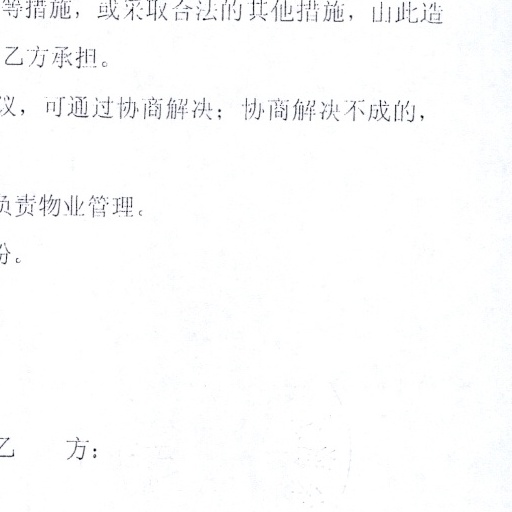 等措施，或采取合法的其他措施，由此造
乙方承担。
议，可通过协商解决；协商解决不成的，
负责物业管理。
份。
乙 方：